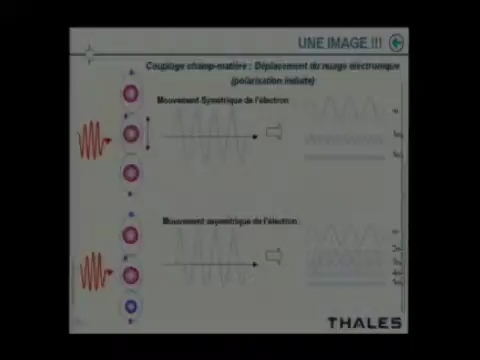 UNE IMAGE !!!
Couplage champ-matière : Déplacement du nuage électronique
(polarisation induite)
Mouvement Symétrique de l'électron
Mouvement asymétrique de l'électron :
THALES